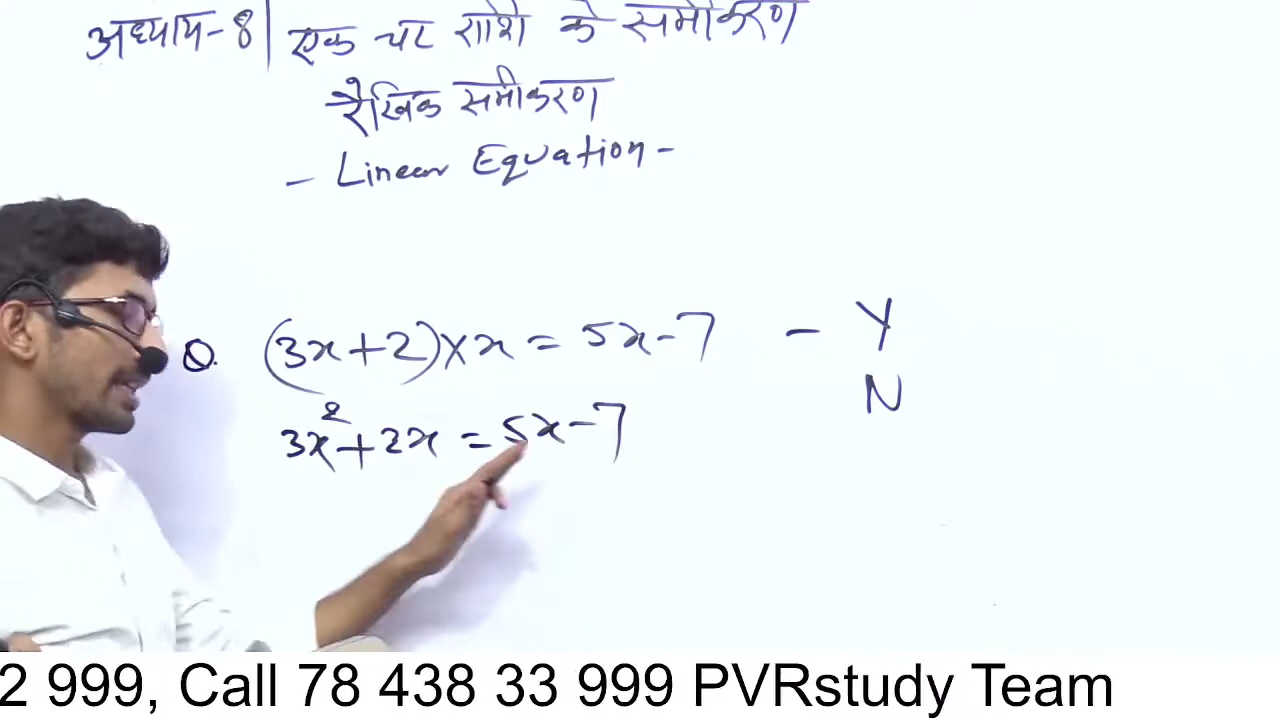 अध्याय-8| एक चर राशि के समीकरण
रैखिक समीकरण
- Linear Equation -
Q. (3x+2)×x = 5x-7 - Y
N
3x²+2x = 5x-7
2 999, Call 78 438 33 999 PVRstudy Team